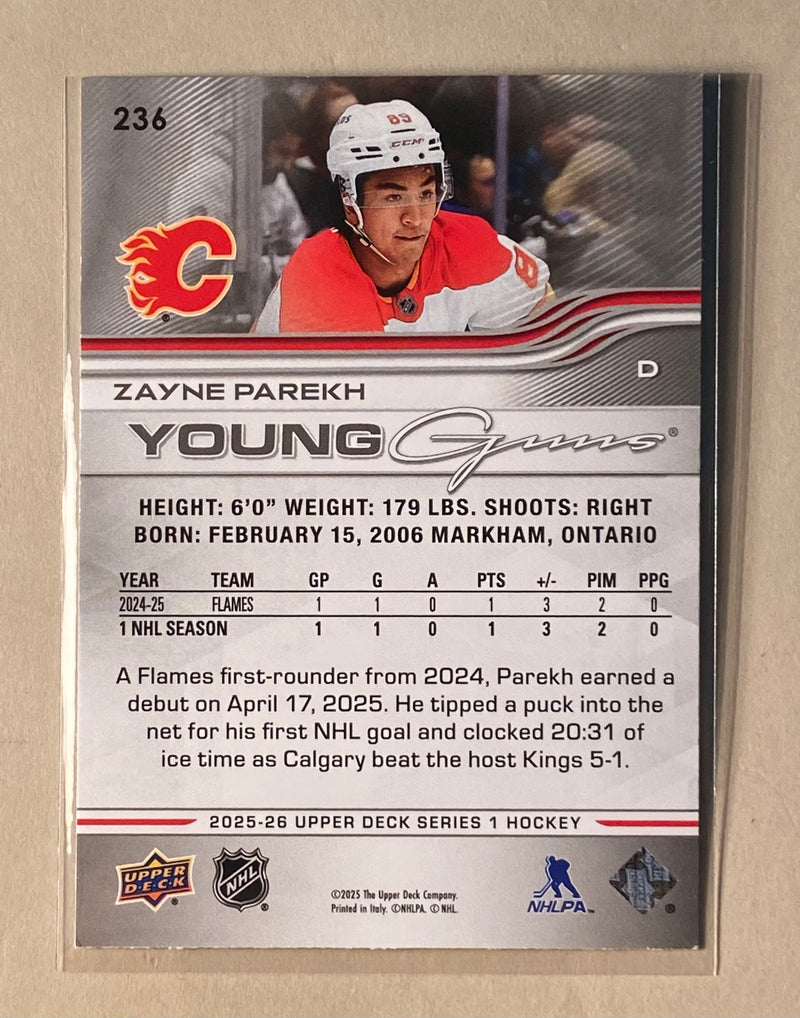 236
89
CCM
8
C
D
ZAYNE PAREKH
YOUNG Guns®
HEIGHT: 6'0" WEIGHT: 179 LBS. SHOOTS: RIGHT
BORN: FEBRUARY 15, 2006 MARKHAM, ONTARIO
YEAR TEAM GP G A PTS +/- PIM PPG
2024-25 FLAMES 1 1 0 1 3 2 0
1 NHL SEASON 1 1 0 1 3 2 0
A Flames first-rounder from 2024, Parekh earned a
debut on April 17, 2025. He tipped a puck into the
net for his first NHL goal and clocked 20:31 of
ice time as Calgary beat the host Kings 5-1.
2025-26 UPPER DECK SERIES 1 HOCKEY
UPPER
D·E·C·K ®
NHL ®
©2025 The Upper Deck Company.
Printed in Italy. ©NHLPA. © NHL.
NHLPA™
®